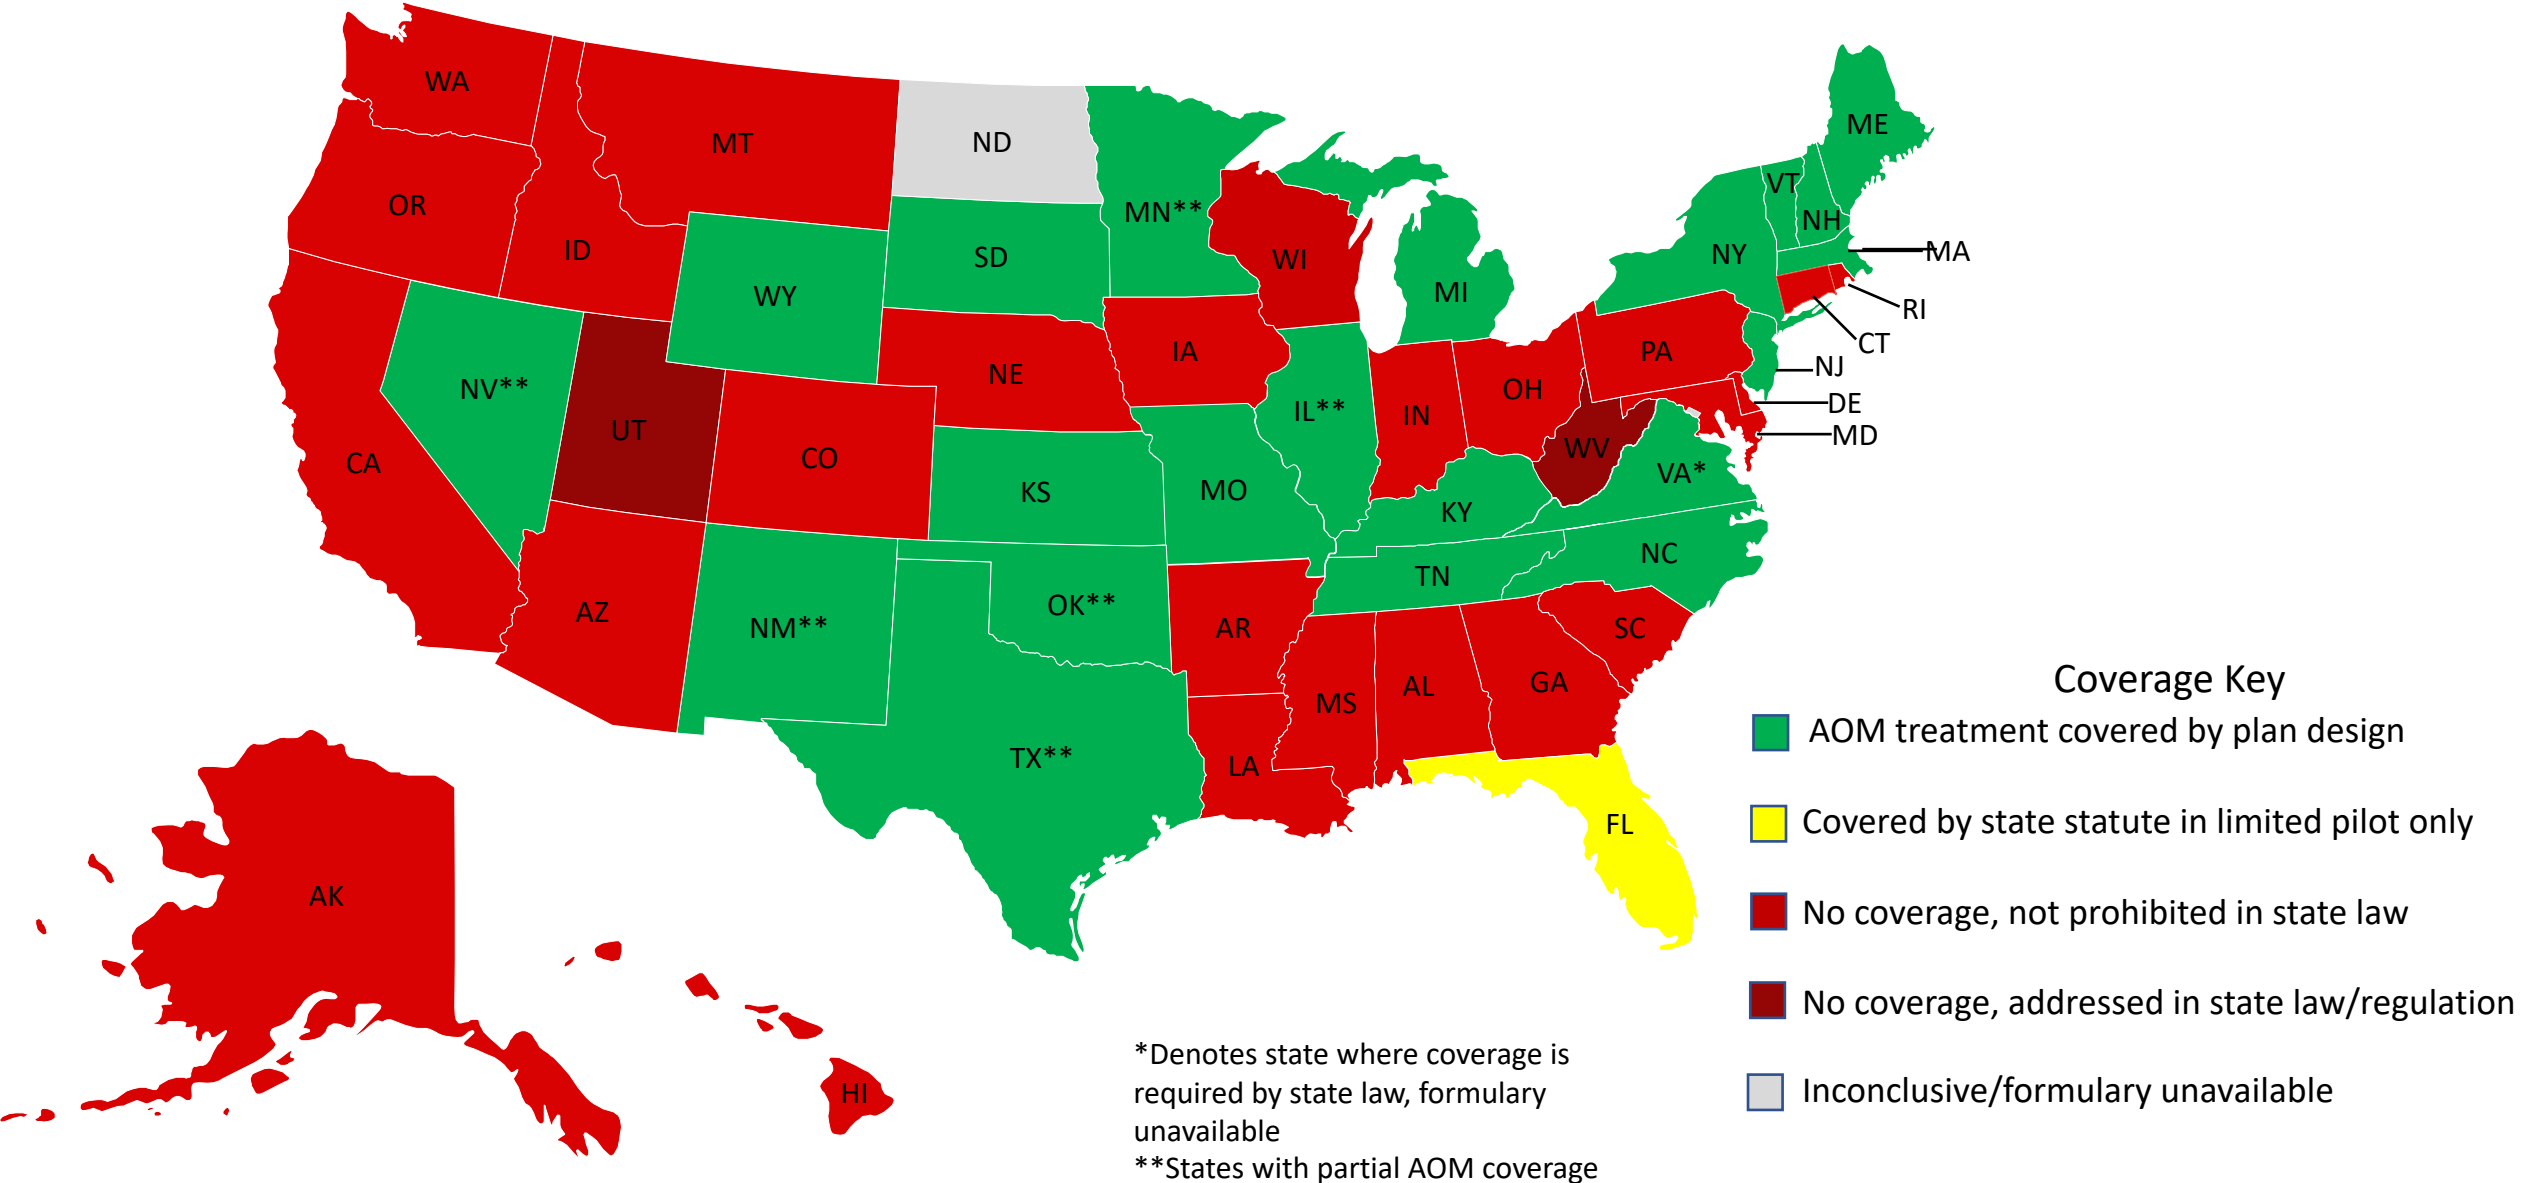 WA
MT
ND
ME
OR
ID
SD
MN**
WI
VT
NH
NY
MA
WY
MI
RI
CT
NE
IA
PA
NJ
NV**
UT
CO
IL**
IN
OH
DE
MD
CA
KS
MO
WV
VA*
KY
NC
TN
AZ
NM**
OK**
AR
SC
MS
AL
GA
TX**
LA
FL
AK
HI
Coverage Key
AOM treatment covered by plan design
Covered by state statute in limited pilot only
No coverage, not prohibited in state law
No coverage, addressed in state law/regulation
Inconclusive/formulary unavailable
*Denotes state where coverage is
required by state law, formulary
unavailable
**States with partial AOM coverage